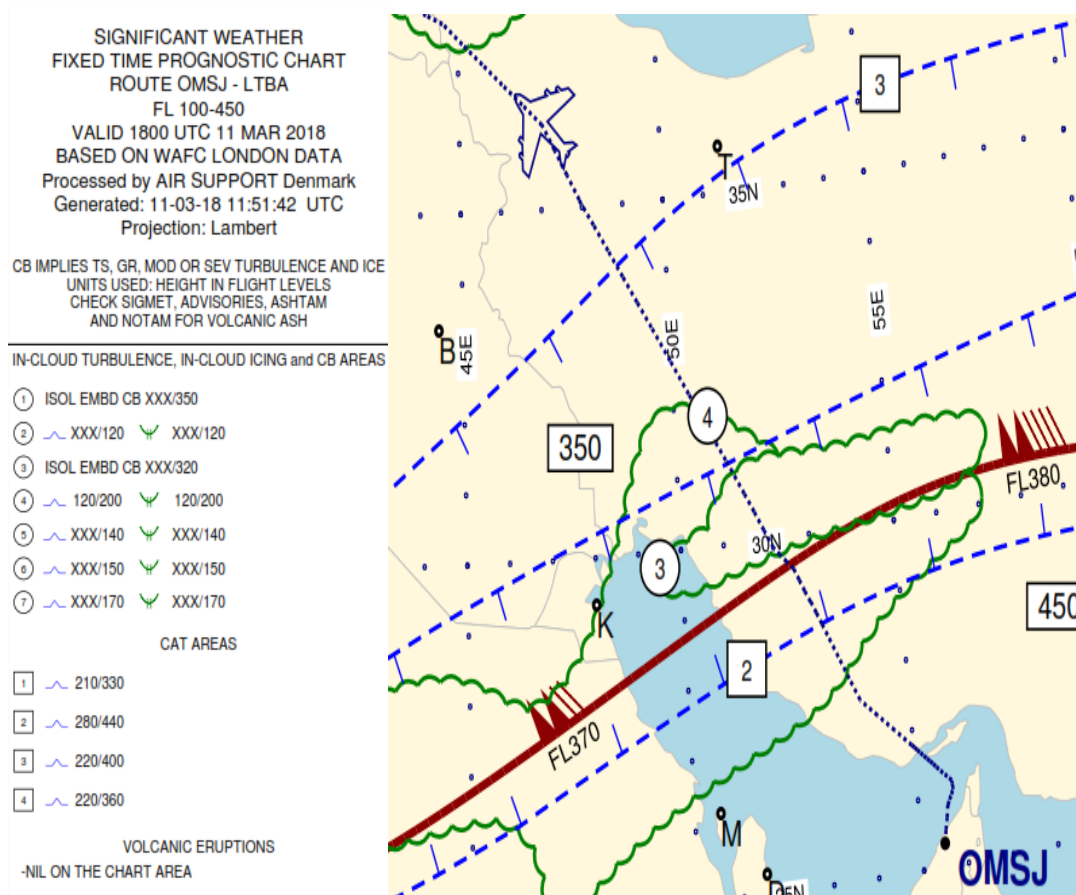 SIGNIFICANT WEATHER
FIXED TIME PROGNOSTIC CHART
ROUTE OMSJ - LTBA
FL 100-450
VALID 1800 UTC 11 MAR 2018
BASED ON WAFC LONDON DATA
Processed by AIR SUPPORT Denmark
Generated: 11-03-18 11:51:42 UTC
Projection: Lambert
CB IMPLIES TS, GR, MOD OR SEV TURBULENCE AND ICE
UNITS USED: HEIGHT IN FLIGHT LEVELS
CHECK SIGMET, ADVISORIES, ASHTAM
AND NOTAM FOR VOLCANIC ASH
IN-CLOUD TURBULENCE, IN-CLOUD ICING and CB AREAS
1 ISOL EMBD CB XXX/350
2 XXX/120 XXX/120
3 ISOL EMBD CB XXX/320
4 120/200 120/200
5 XXX/140 XXX/140
6 XXX/150 XXX/150
7 XXX/170 XXX/170
CAT AREAS
1 210/330
2 280/440
3 220/400
4 220/360
VOLCANIC ERUPTIONS
-NIL ON THE CHART AREA
3
T
35N
55E
50E
B
45E
4
350
FL380
30N
3
K
450
2
FL370
M
OMSJ